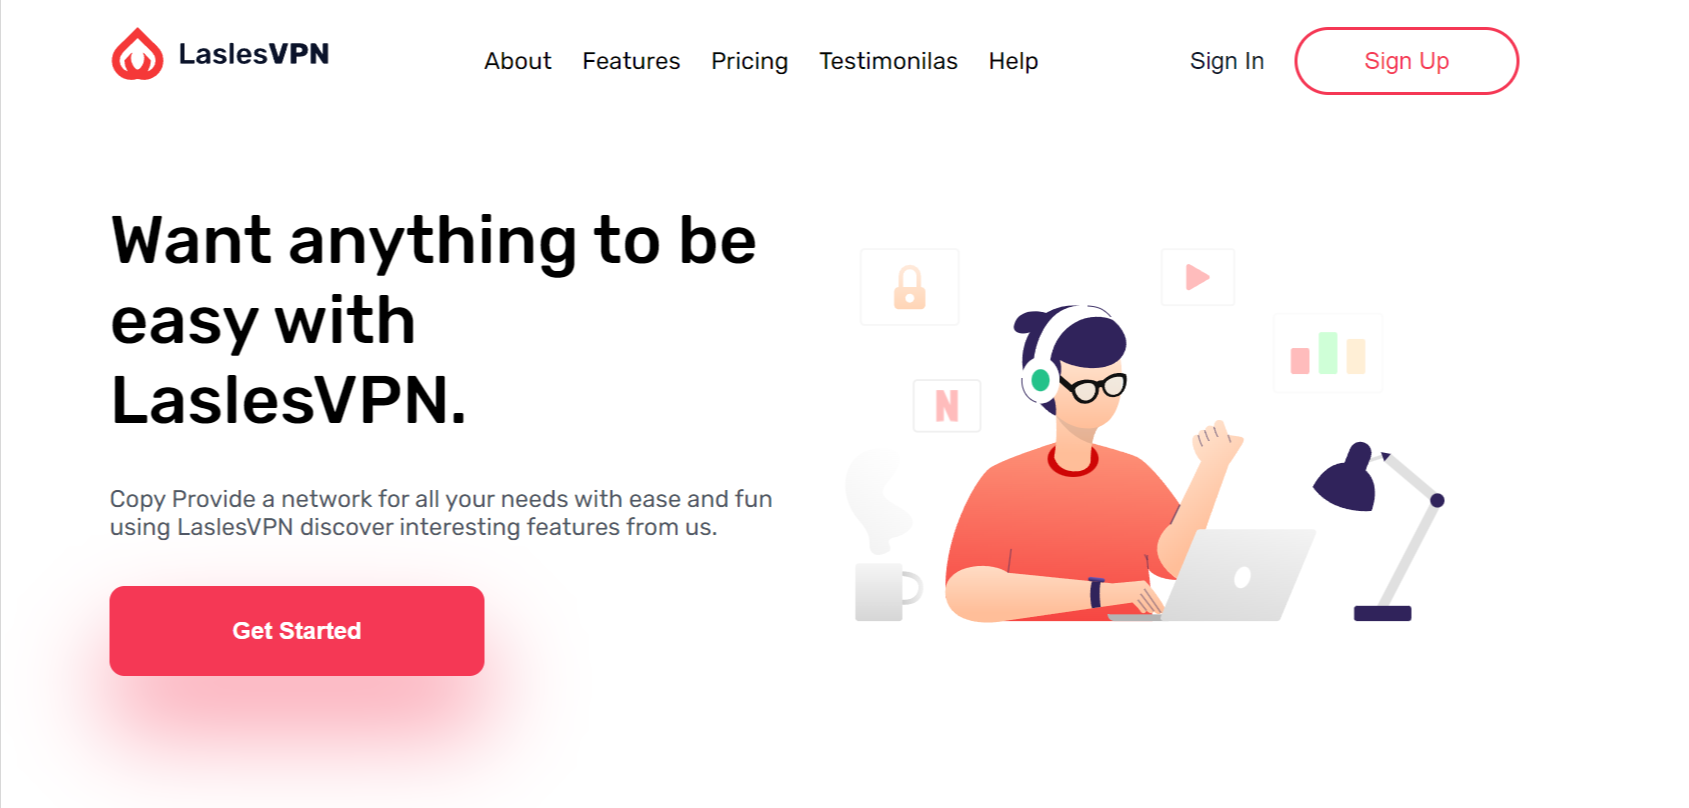 LaslesVPN
About Features Pricing Testimonilas Help
Sign In
Sign Up
Want anything to be
easy with
LaslesVPN.
Copy Provide a network for all your needs with ease and fun
using LaslesVPN discover interesting features from us.
Get Started
N